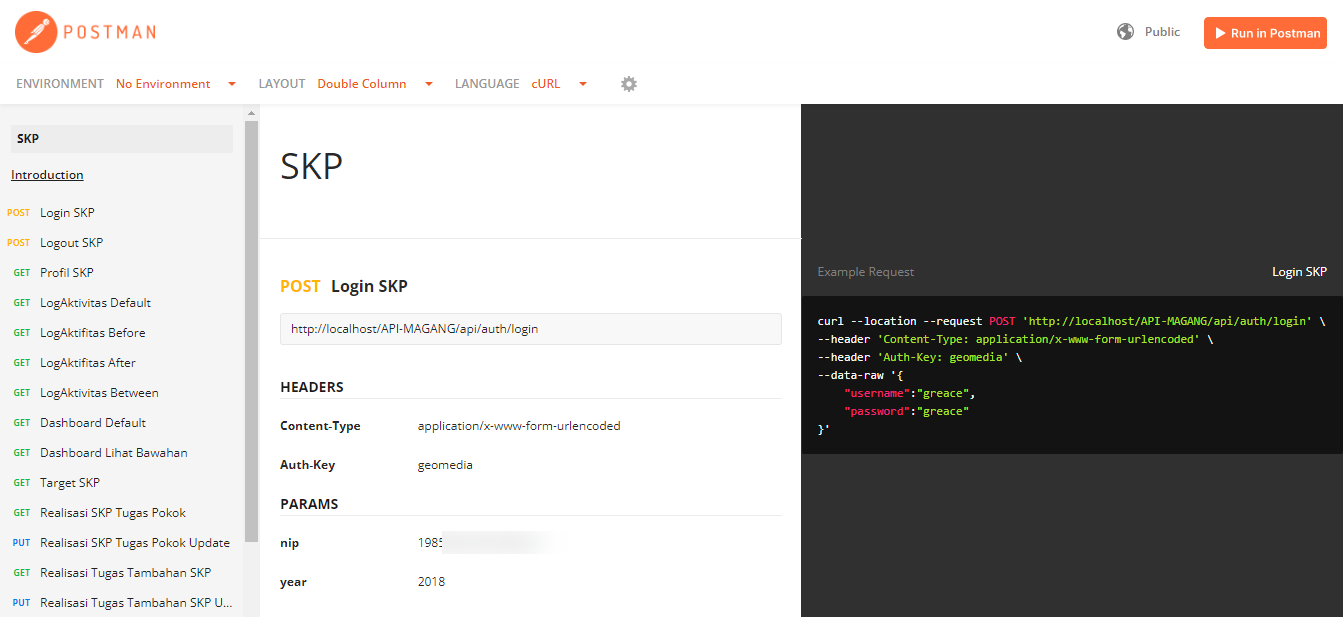 POSTMAN
Public
Run in Postman
ENVIRONMENT No Environment LAYOUT Double Column LANGUAGE cURL
SKP
Introduction
POST Login SKP
POST Logout SKP
GET Profil SKP
GET LogAktivitas Default
GET LogAktifitas Before
GET LogAktifitas After
GET LogAktivitas Between
GET Dashboard Default
GET Dashboard Lihat Bawahan
GET Target SKP
GET Realisasi SKP Tugas Pokok
PUT Realisasi SKP Tugas Pokok Update
GET Realisasi Tugas Tambahan SKP
PUT Realisasi Tugas Tambahan SKP U...
SKP
POST Login SKP
http://localhost/API-MAGANG/api/auth/login
HEADERS
Content-Type application/x-www-form-urlencoded
Auth-Key geomedia
PARAMS
nip 1985
year 2018
Example Request Login SKP
curl --location --request POST 'http://localhost/API-MAGANG/api/auth/login' \
--header 'Content-Type: application/x-www-form-urlencoded' \
--header 'Auth-Key: geomedia' \
--data-raw '{
"username":"greace",
"password":"greace"
}'